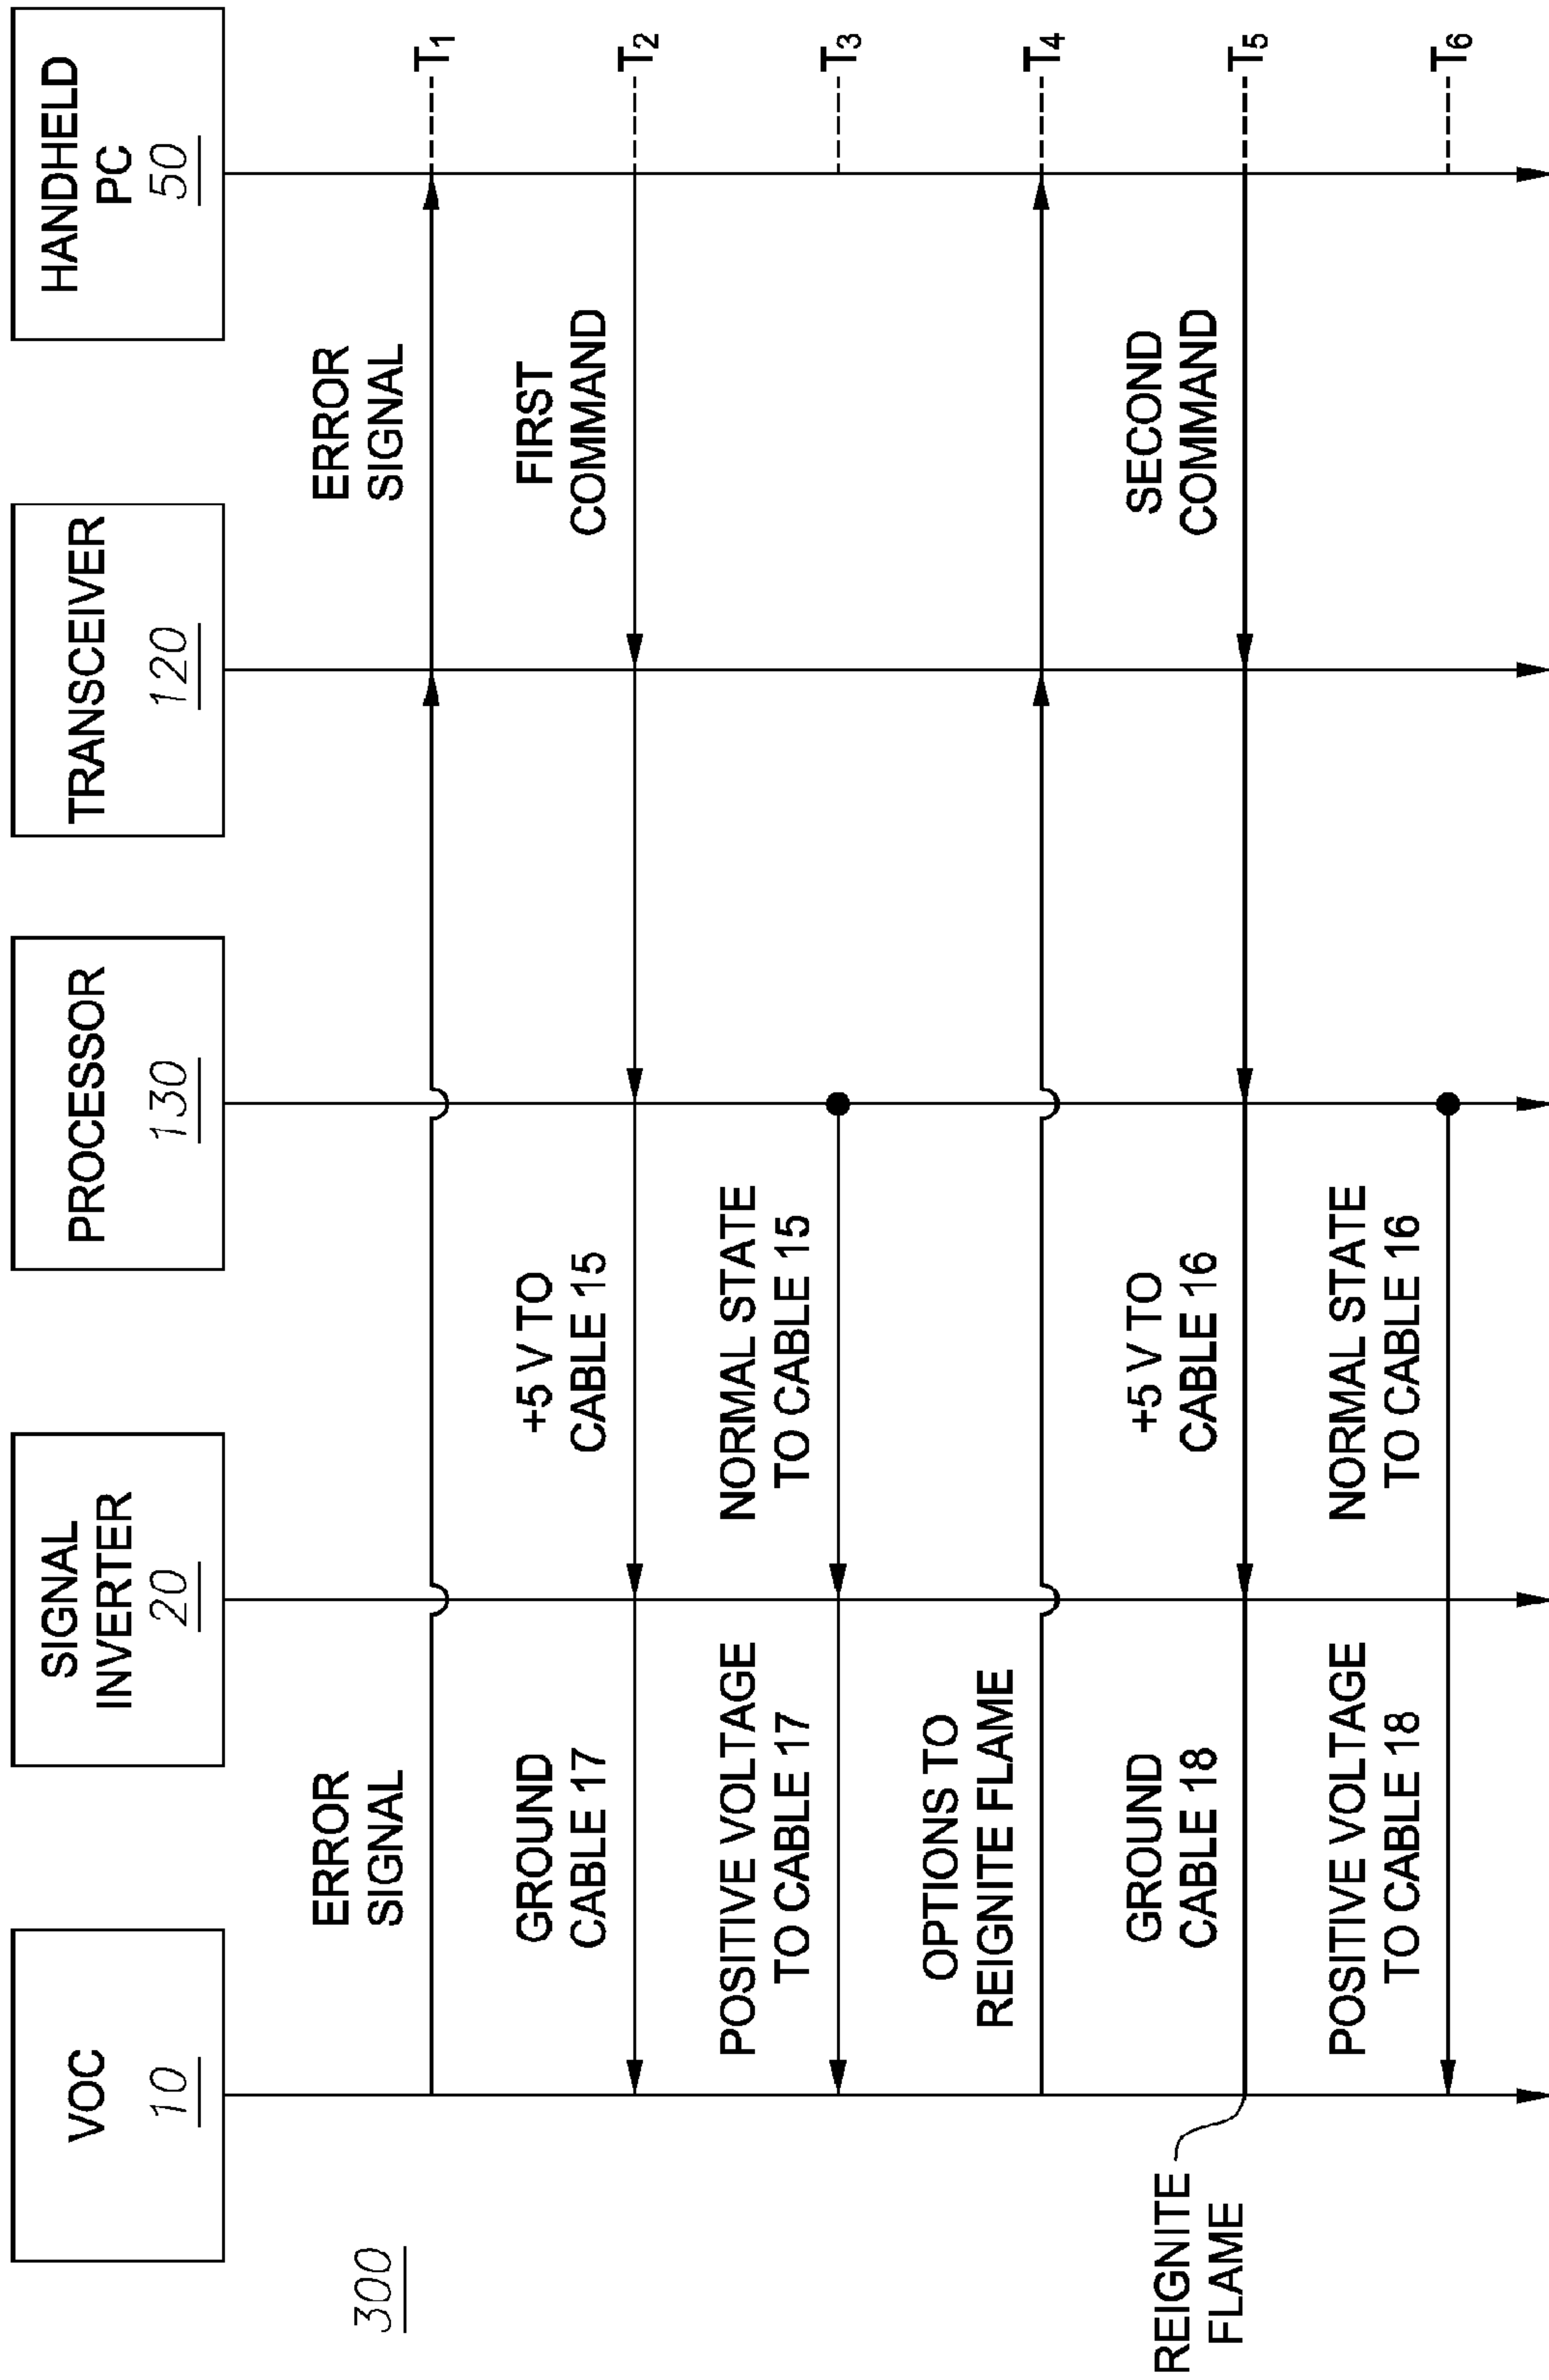 300
VOC
10
SIGNAL
INVERTER
20
PROCESSOR
130
TRANSCEIVER
120
HANDHELD
PC
50
ERROR
SIGNAL
ERROR
SIGNAL
T1
GROUND
CABLE 17
+5 V TO
CABLE 15
FIRST
COMMAND
T2
POSITIVE VOLTAGE
TO CABLE 17
NORMAL STATE
TO CABLE 15
T3
OPTIONS TO
REIGNITE FLAME
T4
REIGNITE
FLAME
GROUND
CABLE 18
+5 V TO
CABLE 16
SECOND
COMMAND
T5
POSITIVE VOLTAGE
TO CABLE 18
NORMAL STATE
TO CABLE 16
T6